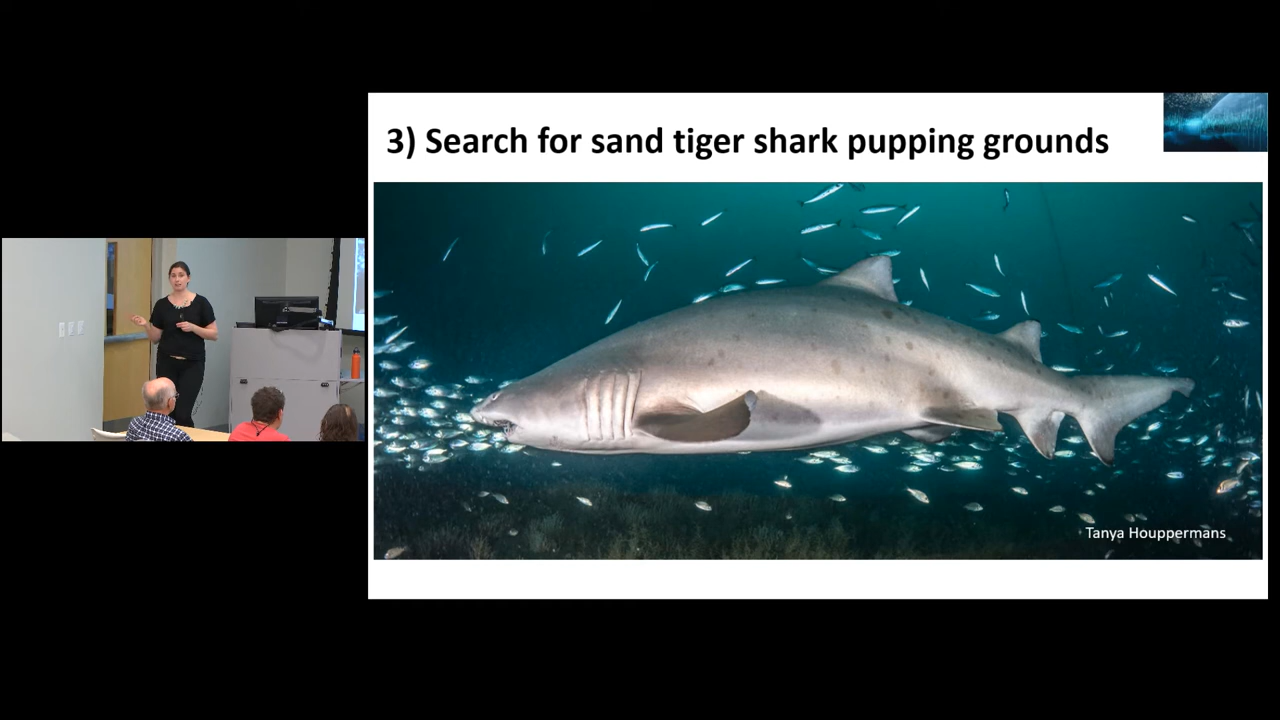 3) Search for sand tiger shark pupping grounds
Tanya Houppermans